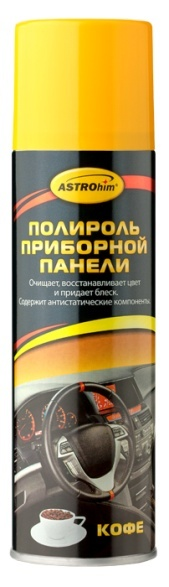 ASTROhim®
ПОЛИРОЛЬ
ПРИБОРНОЙ
ПАНЕЛИ
Очищает, восстанавливает цвет
и придает блеск.
Содержит антистатические компоненты.
КОФЕ